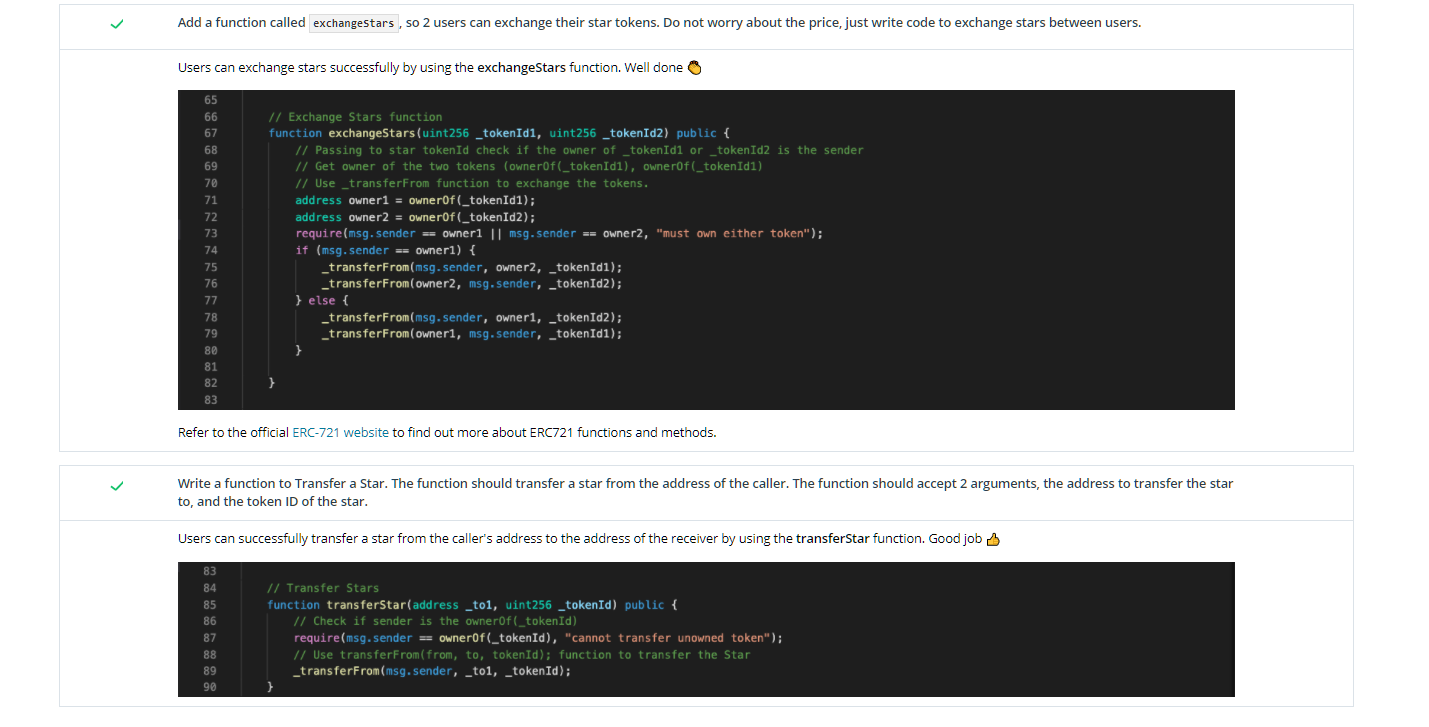 Add a function called exchangeStars , so 2 users can exchange their star tokens. Do not worry about the price, just write code to exchange stars between users.
Users can exchange stars successfully by using the exchangeStars function. Well done 👏
65
66 // Exchange Stars function
67 function exchangeStars(uint256 _tokenId1, uint256 _tokenId2) public {
68 // Passing to star tokenId check if the owner of _tokenId1 or _tokenId2 is the sender
69 // Get owner of the two tokens (ownerOf(_tokenId1), ownerOf(_tokenId1)
70 // Use _transferFrom function to exchange the tokens.
71 address owner1 = ownerOf(_tokenId1);
72 address owner2 = ownerOf(_tokenId2);
73 require(msg.sender == owner1 || msg.sender == owner2, "must own either token");
74 if (msg.sender == owner1) {
75 _transferFrom(msg.sender, owner2, _tokenId1);
76 _transferFrom(owner2, msg.sender, _tokenId2);
77 } else {
78 _transferFrom(msg.sender, owner1, _tokenId2);
79 _transferFrom(owner1, msg.sender, _tokenId1);
80 }
81
82 }
83
Refer to the official ERC-721 website to find out more about ERC721 functions and methods.
Write a function to Transfer a Star. The function should transfer a star from the address of the caller. The function should accept 2 arguments, the address to transfer the star
to, and the token ID of the star.
Users can successfully transfer a star from the caller's address to the address of the receiver by using the transferStar function. Good job 👍
83
84 // Transfer Stars
85 function transferStar(address _to1, uint256 _tokenId) public {
86 // Check if sender is the ownerOf(_tokenId)
87 require(msg.sender == ownerOf(_tokenId), "cannot transfer unowned token");
88 // Use transferFrom(from, to, tokenId); function to transfer the Star
89 _transferFrom(msg.sender, _to1, _tokenId);
90 }